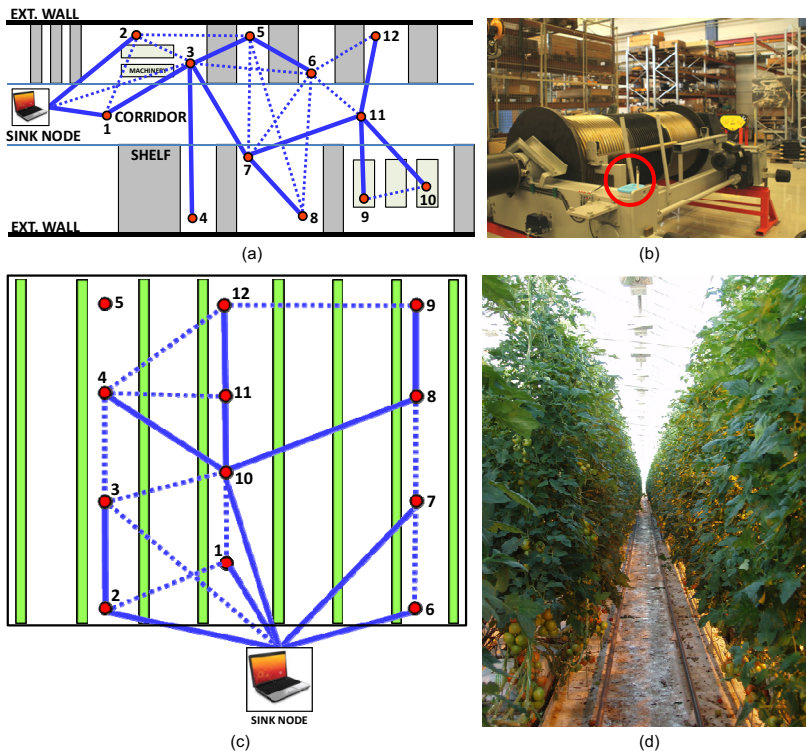 EXT. WALL
2
5
12
3
6
MACHINERY
11
1
CORRIDOR
SINK NODE
SHELF
7
10
9
4
8
EXT. WALL
(a)
(b)
5
12
9
4
11
8
3
10
7
1
2
6
SINK NODE
(c)
(d)